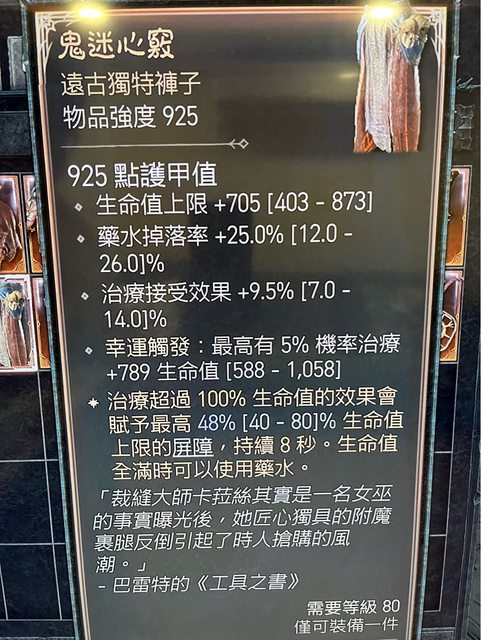 鬼迷心竅
遠古獨特褲子
物品強度 925
925 點護甲值
生命值上限 +705 [403 - 873]
藥水掉落率 +25.0% [12.0 -
26.0]%
治療接受效果 +9.5% [7.0 -
14.0]%
幸運觸發：最高有 5% 機率治療
+789 生命值 [588 - 1,058]
治療超過 100% 生命值的效果會
賦予最高 48% [40 - 80]% 生命值
上限的屏障，持續 8 秒。生命值
全滿時可以使用藥水。
「裁縫大師卡菈絲其實是一名女巫
的事實曝光後，她匠心獨具的附魔
裹腿反倒引起了時人搶購的風
潮。」
- 巴雷特的《工具之書》
需要等級 80
僅可裝備一件